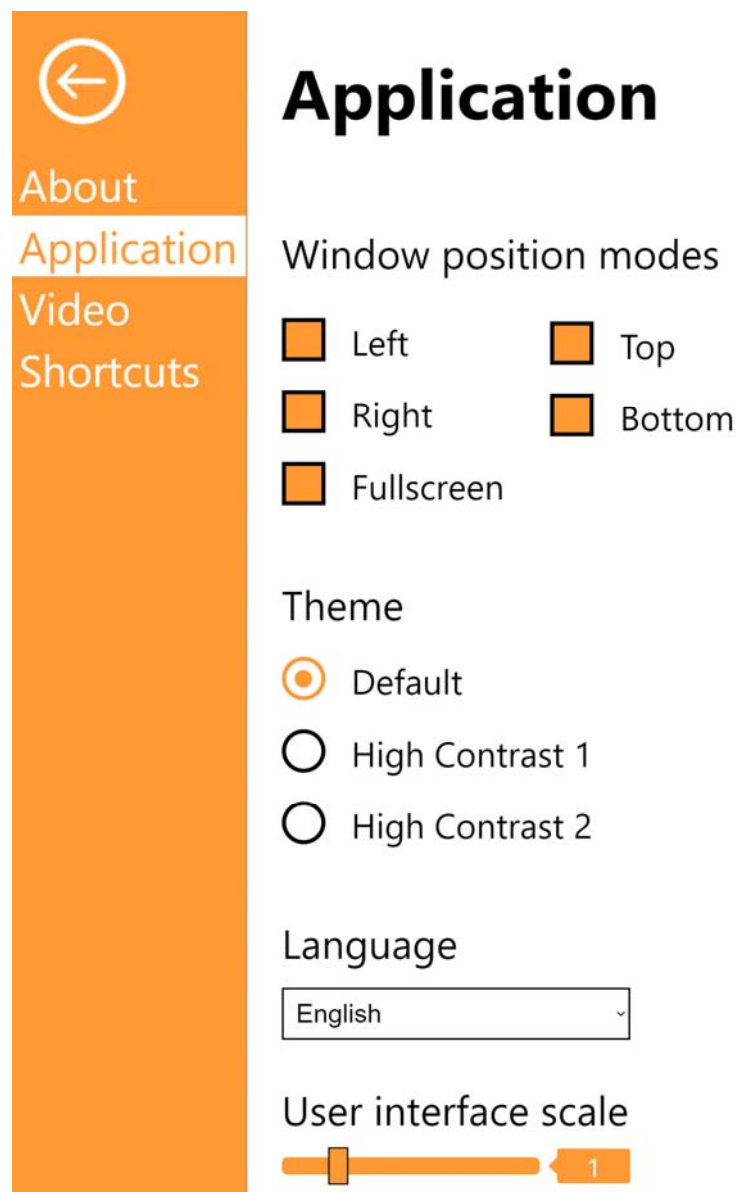 About
Application
Video
Shortcuts
Application
Window position modes
Left
Top
Right
Bottom
Fullscreen
Theme
Default
High Contrast 1
High Contrast 2
Language
English
User interface scale
1